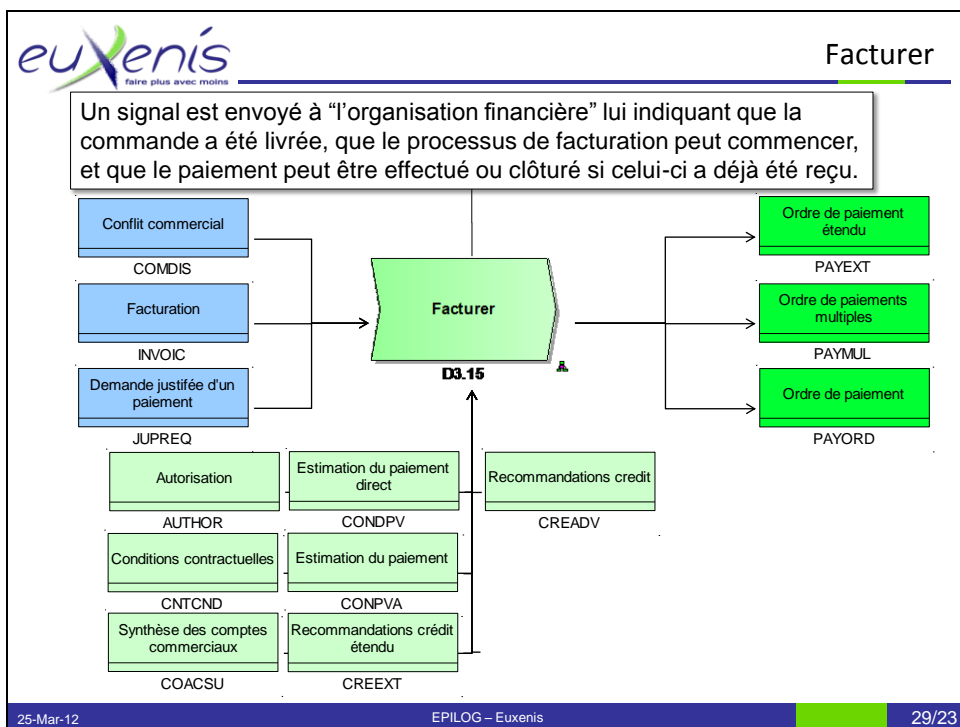 euxenis
faire plus avec moins
Facturer
Un signal est envoyé à “l’organisation financière” lui indiquant que la
commande a été livrée, que le processus de facturation peut commencer,
et que le paiement peut être effectué ou clôturé si celui-ci a déjà été reçu.
Conflit commercial
COMDIS
Facturation
INVOIC
Demande justifée d'un
paiement
JUPREQ
Facturer
D3.15
Ordre de paiement
étendu
PAYEXT
Ordre de paiements
multiples
PAYMUL
Ordre de paiement
PAYORD
Autorisation
AUTHOR
Estimation du paiement
direct
CONDPV
Recommandations credit
CREADV
Conditions contractuelles
CNTCND
Estimation du paiement
CONPVA
Synthèse des comptes
commerciaux
COACSU
Recommandations crédit
étendu
CREEXT
25-Mar-12
EPILOG – Euxenis
29/23